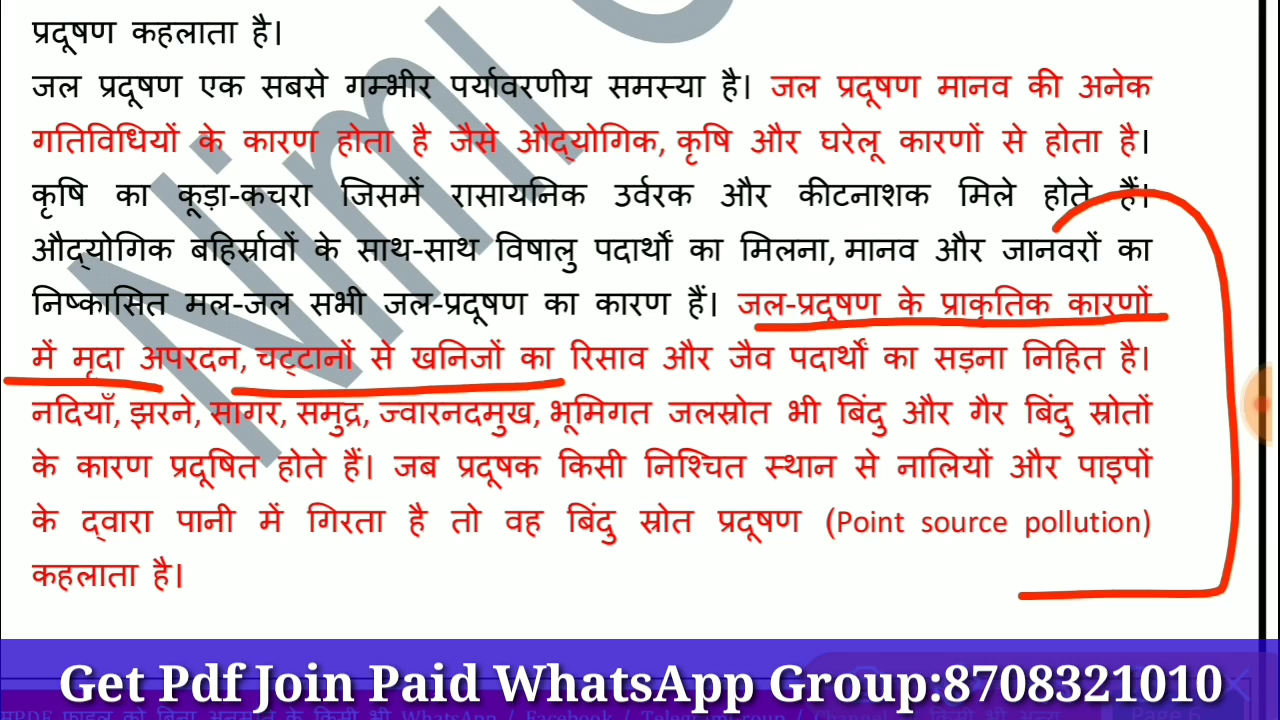 प्रदूषण कहलाता है।
जल प्रदूषण एक सबसे गम्भीर पर्यावरणीय समस्या है। जल प्रदूषण मानव की अनेक
गतिविधियों के कारण होता है जैसे औद्योगिक, कृषि और घरेलू कारणों से होता है।
कृषि का कूड़ा-कचरा जिसमें रासायनिक उर्वरक और कीटनाशक मिले होते हैं।
औद्योगिक बहिर्स्रावों के साथ-साथ विषालु पदार्थों का मिलना, मानव और जानवरों का
निष्कासित मल-जल सभी जल-प्रदूषण का कारण हैं। जल-प्रदूषण के प्राकृतिक कारणों
में मृदा अपरदन, चट्टानों से खनिजों का रिसाव और जैव पदार्थों का सड़ना निहित है।
नदियाँ, झरने, सागर, समुद्र, ज्वारनदमुख, भूमिगत जलस्रोत भी बिंदु और गैर बिंदु स्रोतों
के कारण प्रदूषित होते हैं। जब प्रदूषक किसी निश्चित स्थान से नालियों और पाइपों
के द्वारा पानी में गिरता है तो वह बिंदु स्रोत प्रदूषण (Point source pollution)
कहलाता है।
Get Pdf Join Paid WhatsApp Group:8708321010